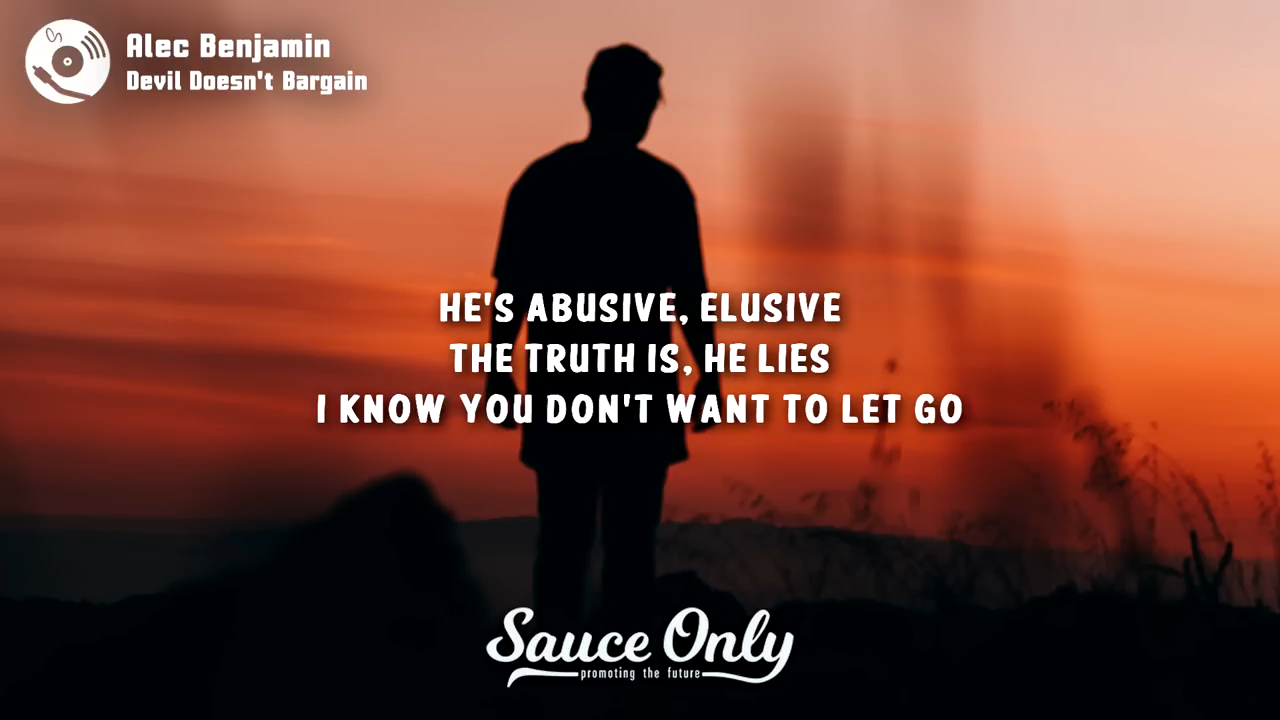 Alec Benjamin
Devil Doesn't Bargain
HE'S ABUSIVE, ELUSIVE
THE TRUTH IS, HE LIES
I KNOW YOU DON'T WANT TO LET GO
Sauce Only
promoting the future